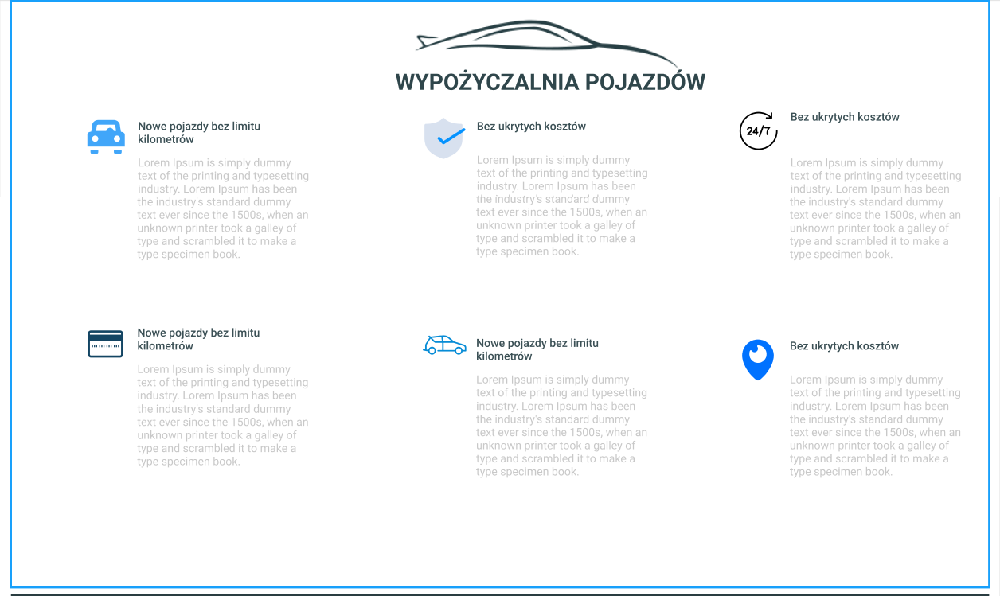 WYPOŻYCZALNIA POJAZDÓW
Nowe pojazdy bez limitu
kilometrów
Lorem Ipsum is simply dummy
text of the printing and typesetting
industry. Lorem Ipsum has been
the industry's standard dummy
text ever since the 1500s, when an
unknown printer took a galley of
type and scrambled it to make a
type specimen book.
Bez ukrytych kosztów
Lorem Ipsum is simply dummy
text of the printing and typesetting
industry. Lorem Ipsum has been
the industry's standard dummy
text ever since the 1500s, when an
unknown printer took a galley of
type and scrambled it to make a
type specimen book.
24/7
Bez ukrytych kosztów
Lorem Ipsum is simply dummy
text of the printing and typesetting
industry. Lorem Ipsum has been
the industry's standard dummy
text ever since the 1500s, when an
unknown printer took a galley of
type and scrambled it to make a
type specimen book.
Nowe pojazdy bez limitu
kilometrów
Lorem Ipsum is simply dummy
text of the printing and typesetting
industry. Lorem Ipsum has been
the industry's standard dummy
text ever since the 1500s, when an
unknown printer took a galley of
type and scrambled it to make a
type specimen book.
Nowe pojazdy bez limitu
kilometrów
Lorem Ipsum is simply dummy
text of the printing and typesetting
industry. Lorem Ipsum has been
the industry's standard dummy
text ever since the 1500s, when an
unknown printer took a galley of
type and scrambled it to make a
type specimen book.
Bez ukrytych kosztów
Lorem Ipsum is simply dummy
text of the printing and typesetting
industry. Lorem Ipsum has been
the industry's standard dummy
text ever since the 1500s, when an
unknown printer took a galley of
type and scrambled it to make a
type specimen book.